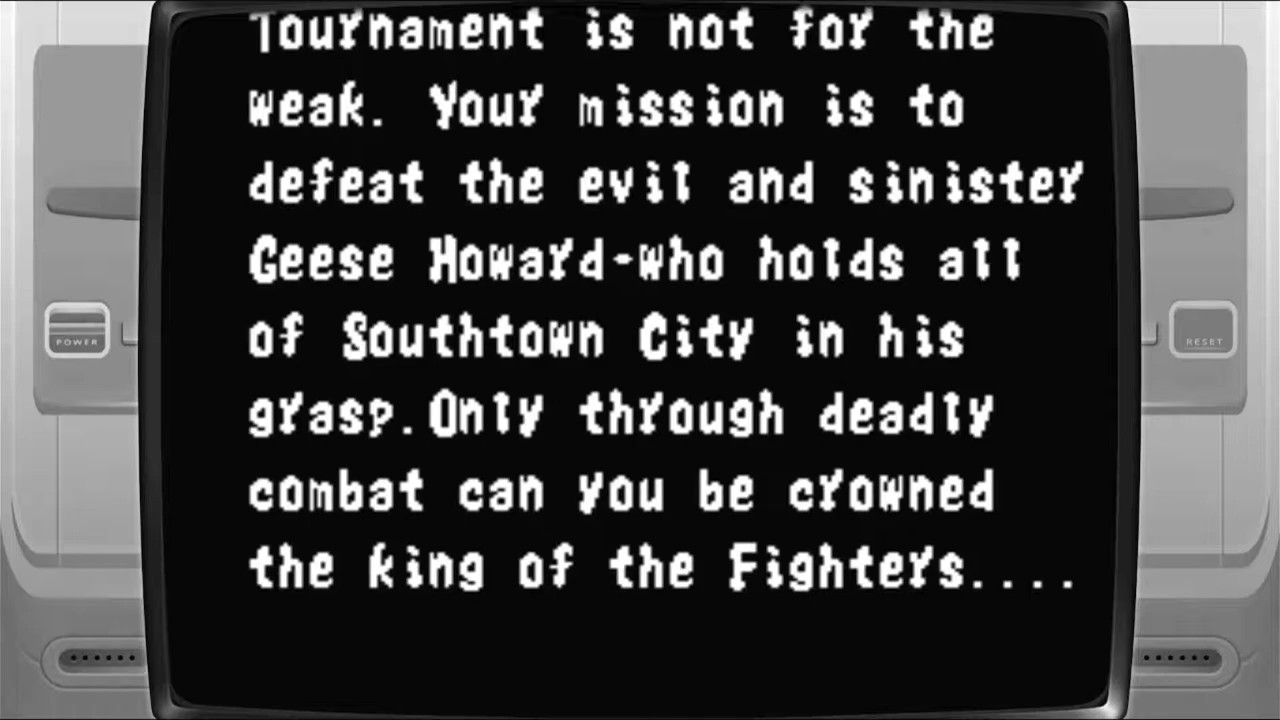 Tournament is not for the
weak. Your mission is to
defeat the evil and sinister
Geese Howard-who holds all
of Southtown City in his
grasp.Only through deadly
combat can you be crowned
the king of the Fighters....
POWER
RESET